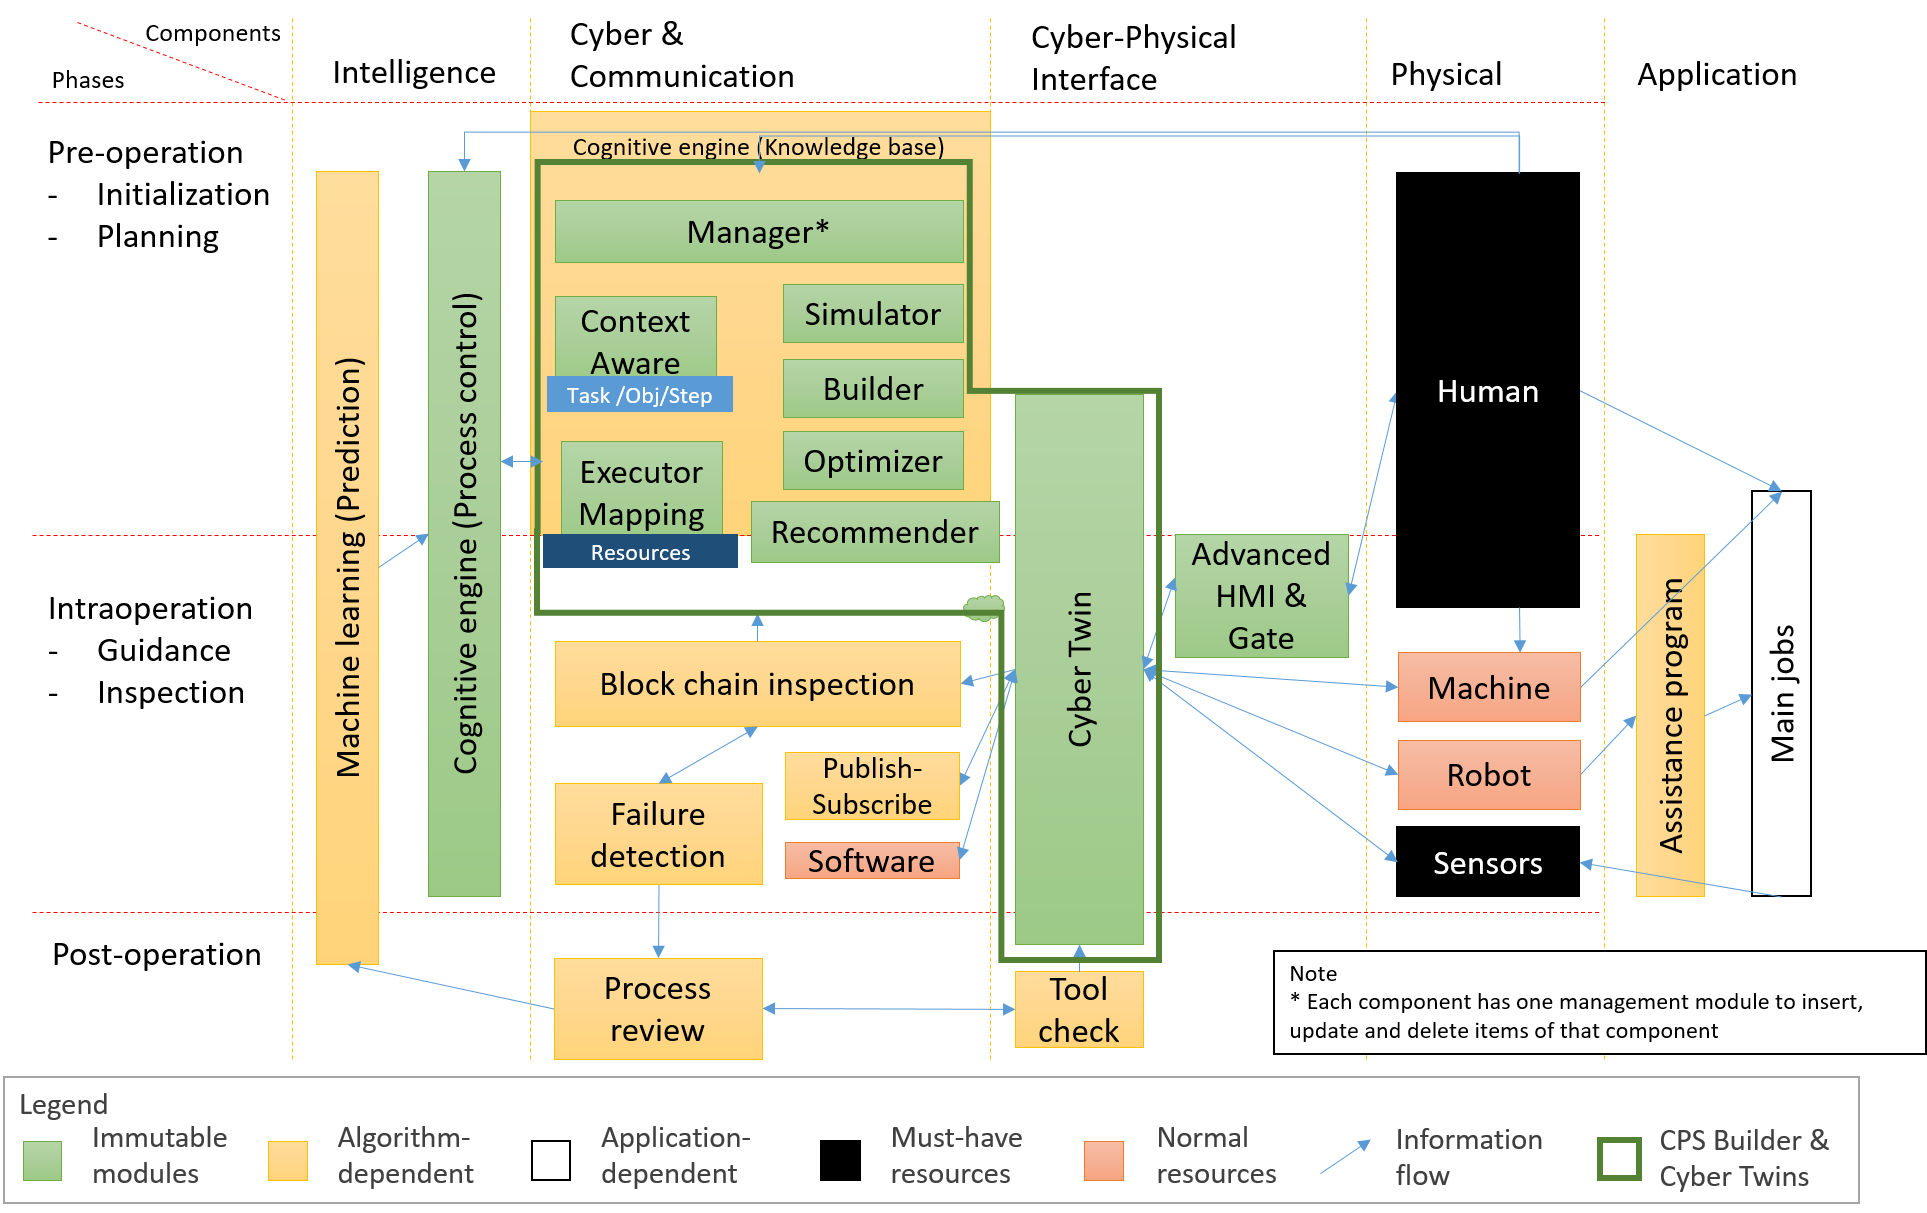 Components
Phases
Intelligence
Cyber &
Communication
Cyber-Physical
Interface
Physical
Application
Pre-operation
- Initialization
- Planning
Intraoperation
- Guidance
- Inspection
Post-operation
Machine learning (Prediction)
Cognitive engine (Process control)
Cognitive engine (Knowledge base)
Manager*
Context
Aware
Task /Obj/Step
Simulator
Builder
Optimizer
Executor
Mapping
Resources
Recommender
Block chain inspection
Publish-
Subscribe
Failure
detection
Software
Process
review
Cyber Twin
Tool
check
Advanced
HMI &
Gate
Human
Machine
Robot
Sensors
Assistance program
Main jobs
Note
* Each component has one management module to insert,
update and delete items of that component
Legend
Immutable
modules
Algorithm-
dependent
Application-
dependent
Must-have
resources
Normal
resources
Information
flow
CPS Builder &
Cyber Twins